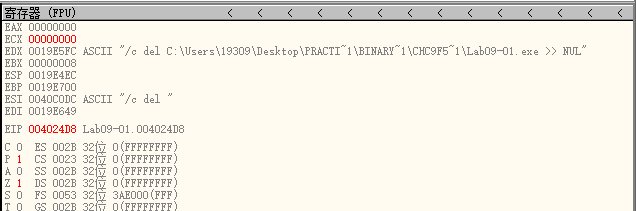 寄存器 (FPU) < < < < < < < < < < < < < <
EAX 00000000
ECX 00000000
EDX 0019E5FC ASCII "/c del C:\Users\19309\Desktop\PRACTI~1\BINARY~1\CHC9F5~1\Lab09-01.exe >> NUL"
EBX 00000008
ESP 0019E4EC
EBP 0019E700
ESI 0040C0DC ASCII "/c del "
EDI 0019E649
EIP 004024D8 Lab09-01.004024D8
C 0 ES 002B 32位 0(FFFFFFFF)
P 1 CS 0023 32位 0(FFFFFFFF)
A 0 SS 002B 32位 0(FFFFFFFF)
Z 1 DS 002B 32位 0(FFFFFFFF)
S 0 FS 0053 32位 3AE000(FFF)
T 0 GS 002B 32位 0(FFFFFFFF)